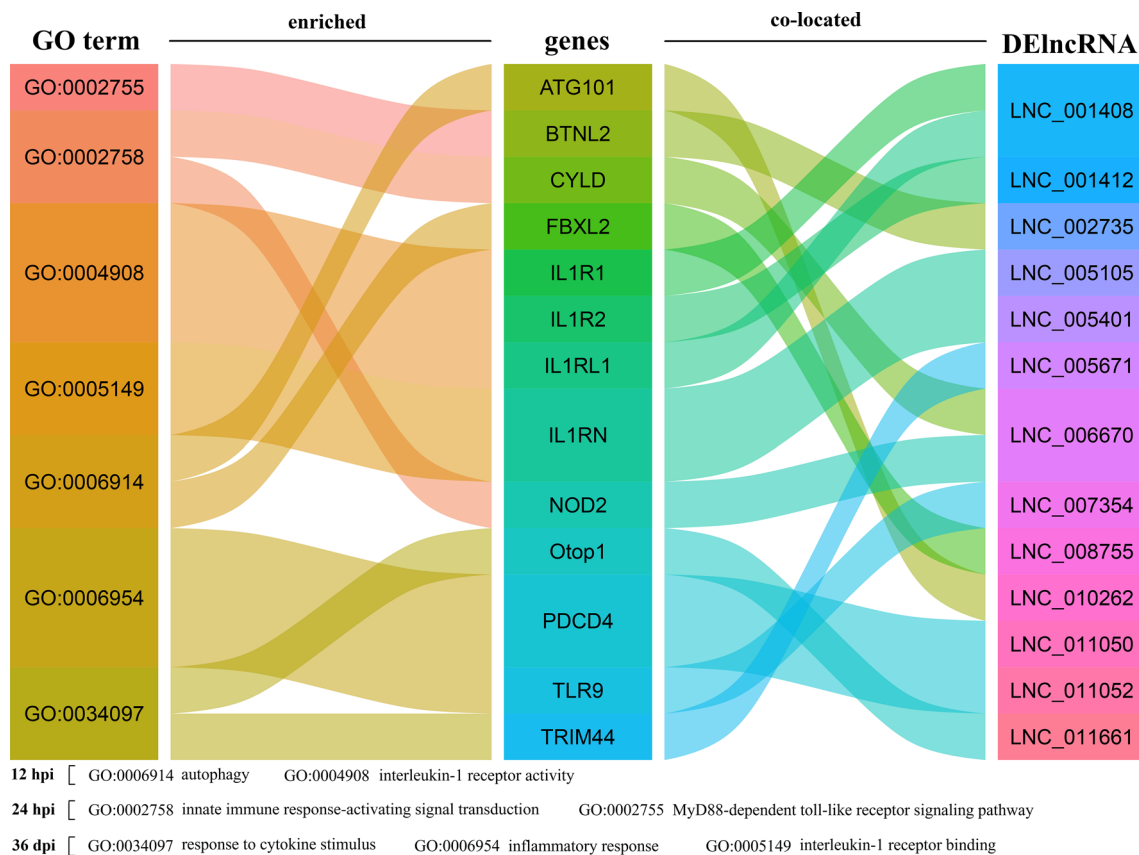 enriched
co-located
GO term
genes
DElncRNA
GO:0002755
GO:0002758
GO:0004908
GO:0005149
GO:0006914
GO:0006954
GO:0034097
ATG101
BTNL2
CYLD
FBXL2
IL1R1
IL1R2
IL1RL1
IL1RN
NOD2
Otop1
PDCD4
TLR9
TRIM44
LNC_001408
LNC_001412
LNC_002735
LNC_005105
LNC_005401
LNC_005671
LNC_006670
LNC_007354
LNC_008755
LNC_010262
LNC_011050
LNC_011052
LNC_011661
12 hpi [ GO:0006914 autophagy GO:0004908 interleukin-1 receptor activity
24 hpi [ GO:0002758 innate immune response-activating signal transduction GO:0002755 MyD88-dependent toll-like receptor signaling pathway
36 dpi [ GO:0034097 response to cytokine stimulus GO:0006954 inflammatory response GO:0005149 interleukin-1 receptor binding